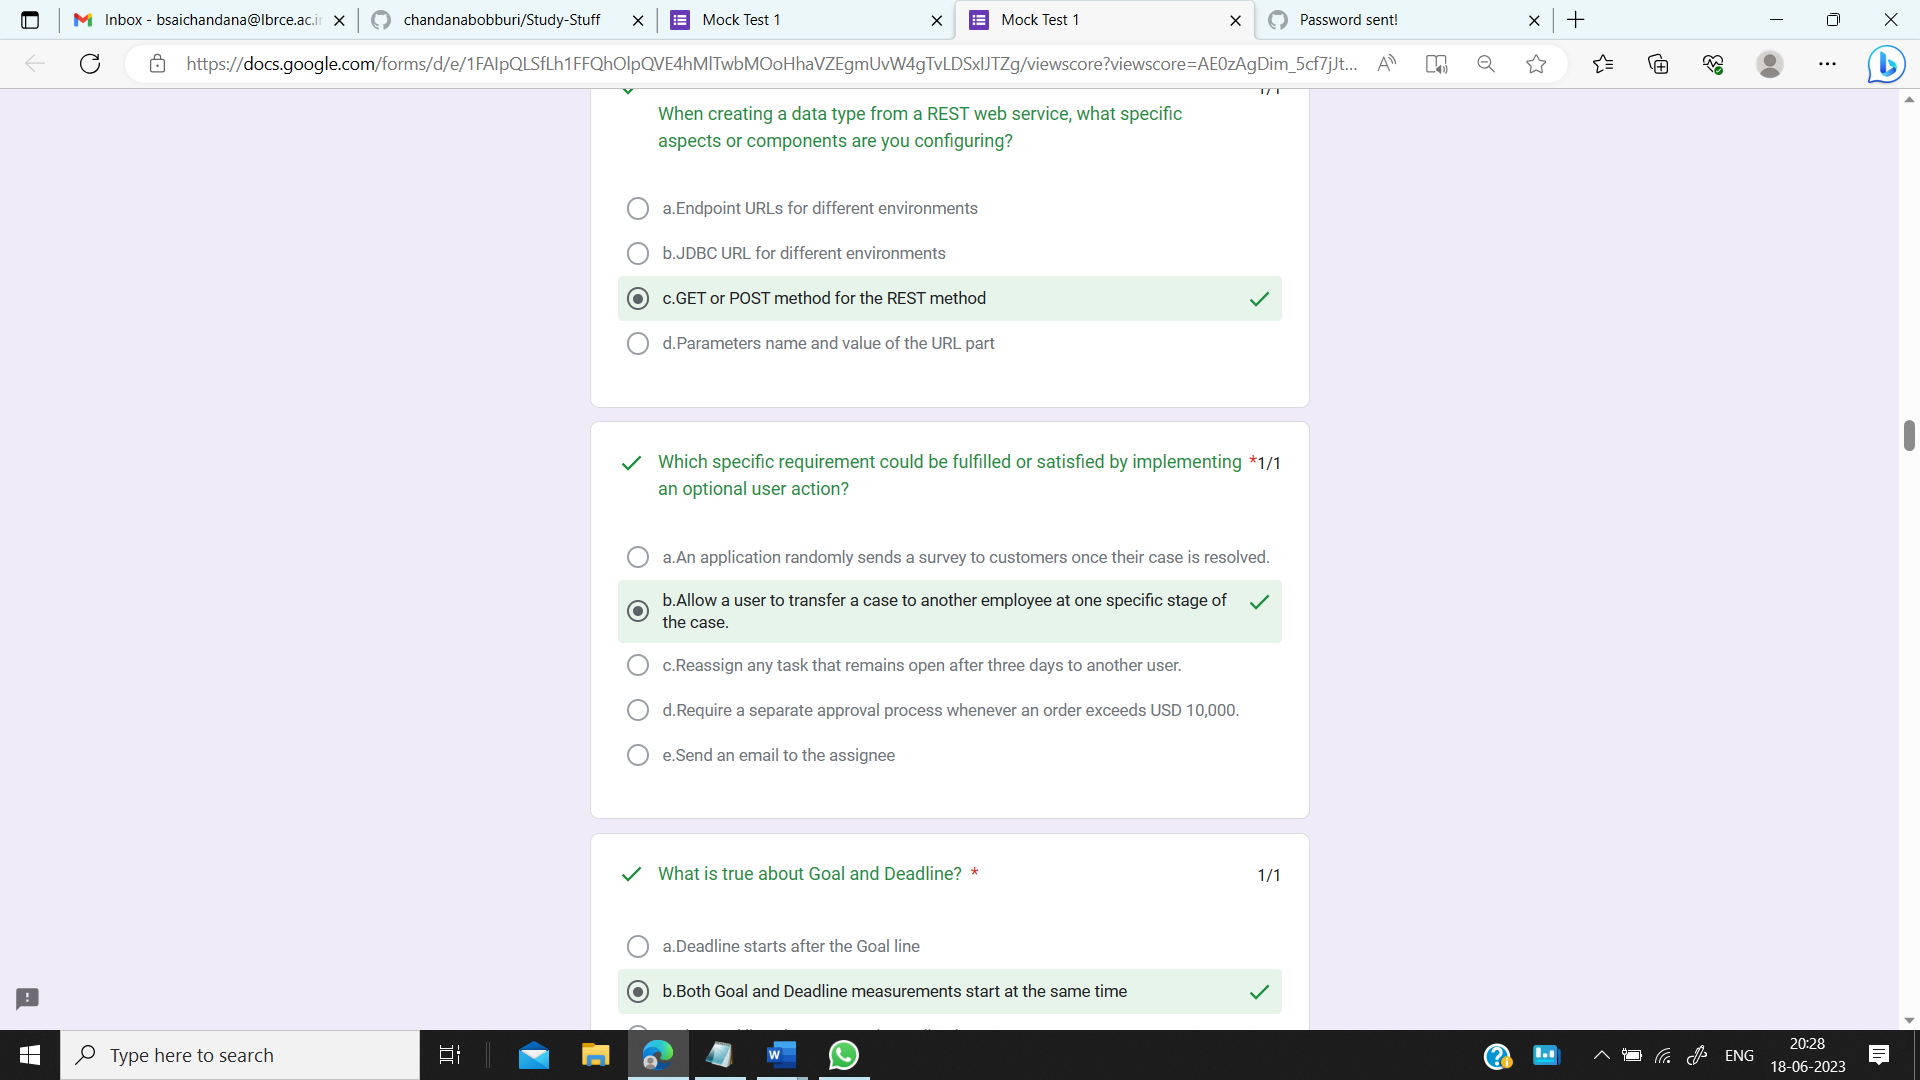 Inbox - bsaichandana@lbrce.ac.in
chandanabobburi/Study-Stuff
Mock Test 1
Mock Test 1
Password sent!
https://docs.google.com/forms/d/e/1FAIpQLSfLh1FFQhOlpQVE4hMlTwbMOoHhaVZEgmUvW4gTvLDSxIJTZg/viewscore?viewscore=AE0zAgDim_5cf7jJt...
1/1
When creating a data type from a REST web service, what specific
aspects or components are you configuring?
a.Endpoint URLs for different environments
b.JDBC URL for different environments
c.GET or POST method for the REST method
d.Parameters name and value of the URL part
Which specific requirement could be fulfilled or satisfied by implementing *1/1
an optional user action?
a.An application randomly sends a survey to customers once their case is resolved.
b.Allow a user to transfer a case to another employee at one specific stage of
the case.
c.Reassign any task that remains open after three days to another user.
d.Require a separate approval process whenever an order exceeds USD 10,000.
e.Send an email to the assignee
What is true about Goal and Deadline? * 1/1
a.Deadline starts after the Goal line
b.Both Goal and Deadline measurements start at the same time
Type here to search
ENG
20:28
18-06-2023